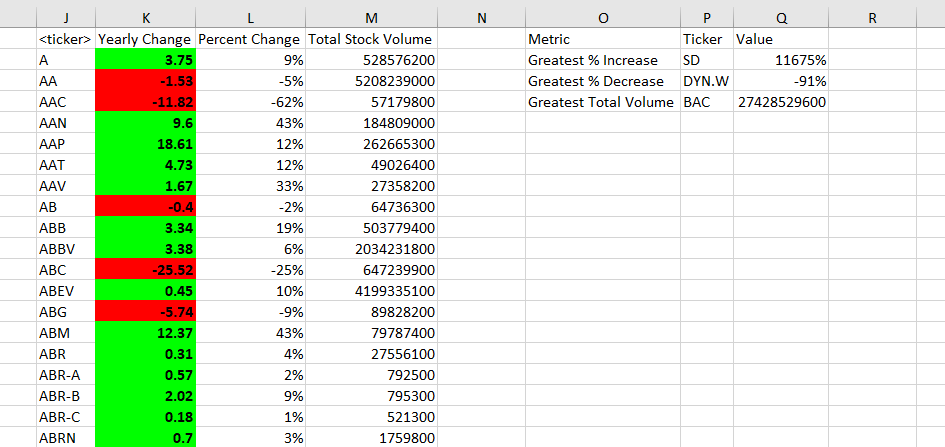 J K L M N O P Q R
<ticker> Yearly Change Percent Change Total Stock Volume Metric Ticker Value
A 3.75 9% 528576200 Greatest % Increase SD 11675%
AA -1.53 -5% 5208239000 Greatest % Decrease DYN.W -91%
AAC -11.82 -62% 57179800 Greatest Total Volume BAC 27428529600
AAN 9.6 43% 184809000
AAP 18.61 12% 262665300
AAT 4.73 12% 49026400
AAV 1.67 33% 27358200
AB -0.4 -2% 64736300
ABB 3.34 19% 503779400
ABBV 3.38 6% 2034231800
ABC -25.52 -25% 647239900
ABEV 0.45 10% 4199335100
ABG -5.74 -9% 89828200
ABM 12.37 43% 79787400
ABR 0.31 4% 27556100
ABR-A 0.57 2% 792500
ABR-B 2.02 9% 795300
ABR-C 0.18 1% 521300
ABRN 0.7 3% 1759800